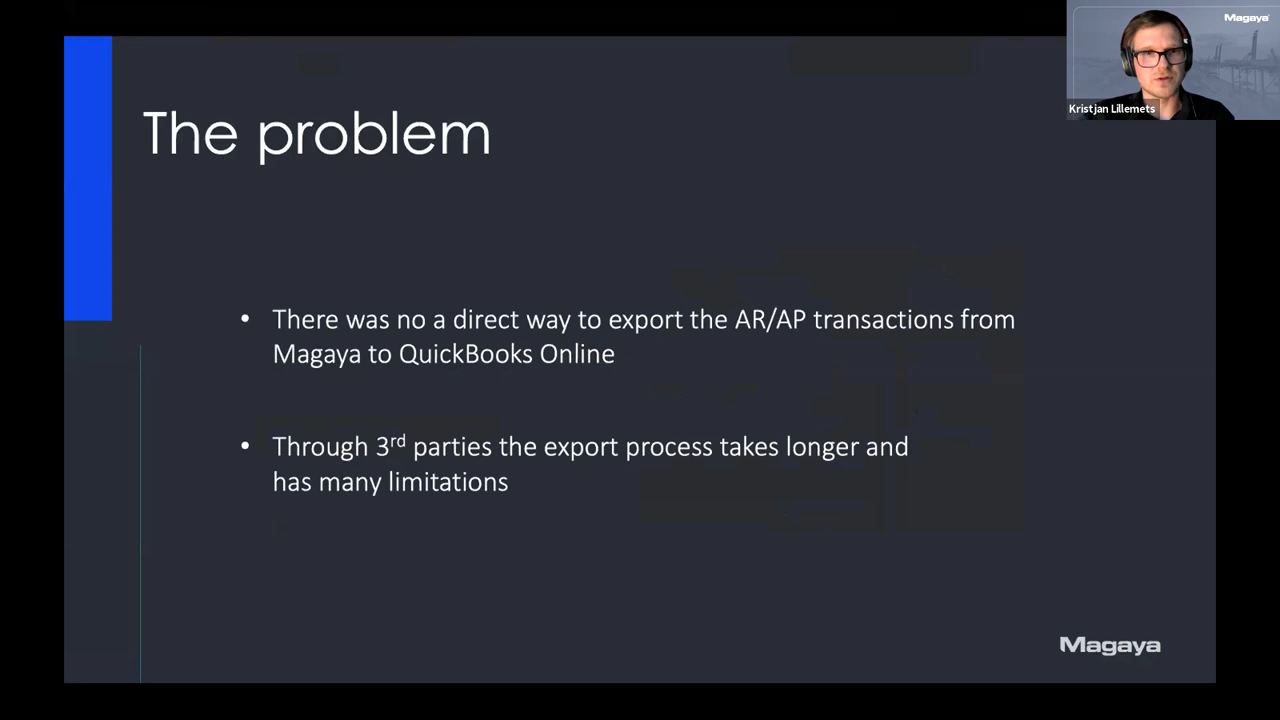 Magaya
Kristjan Lillemets
The problem
• There was no a direct way to export the AR/AP transactions from
Magaya to QuickBooks Online
• Through 3rd parties the export process takes longer and
has many limitations
Magaya